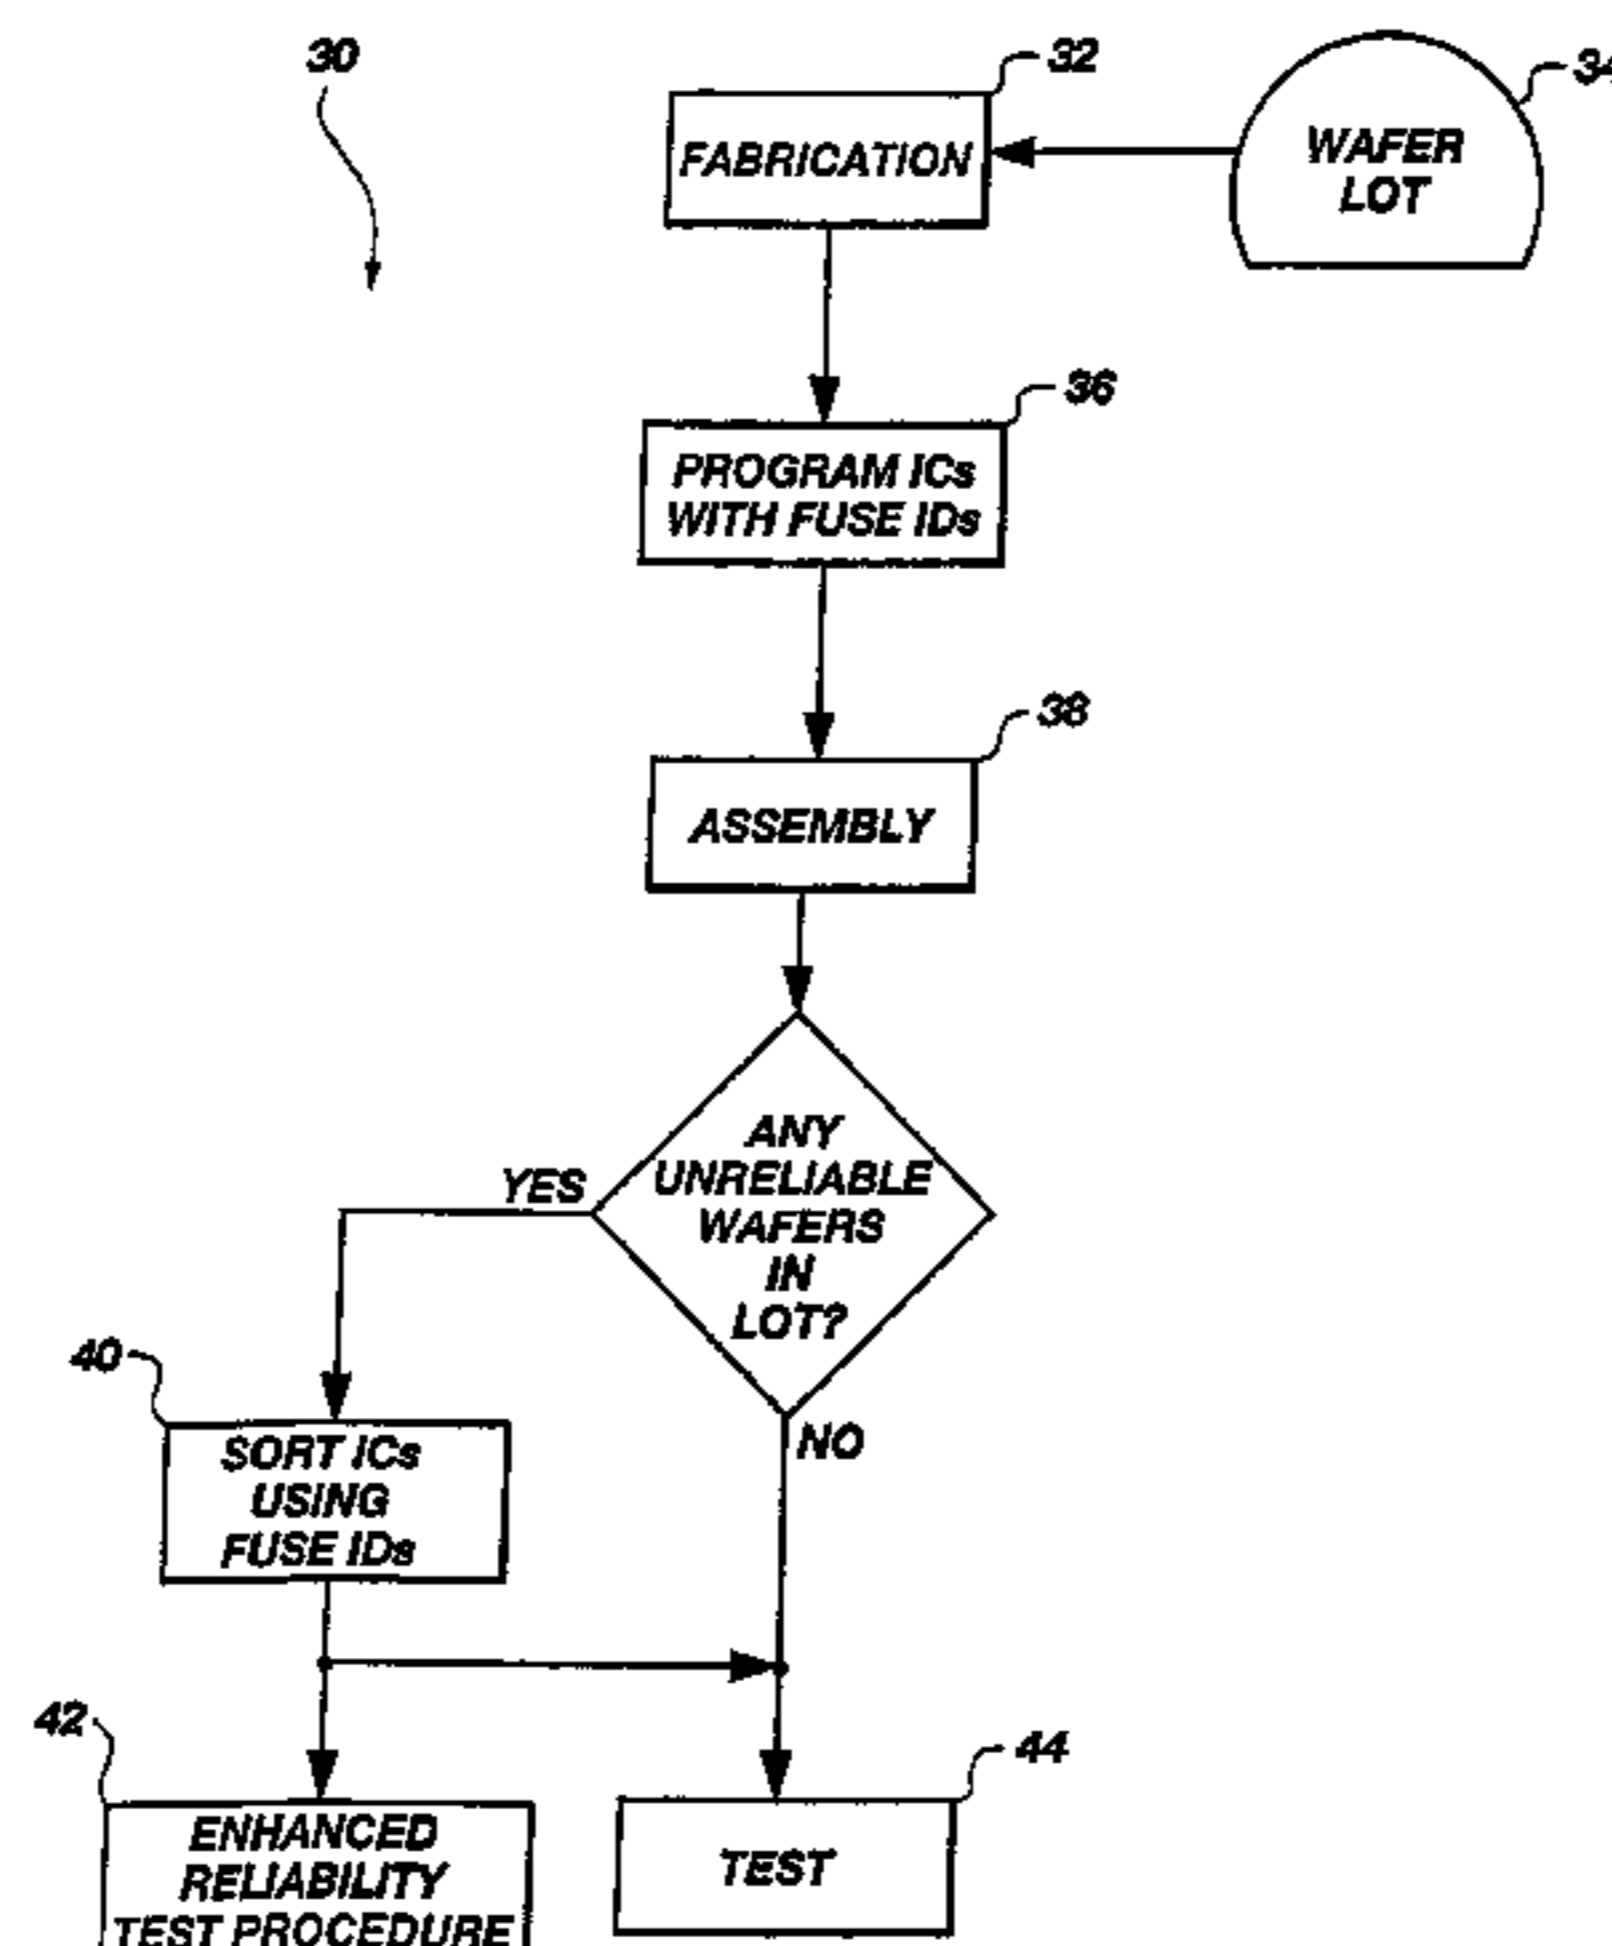 30
32
34
FABRICATION
WAFER
LOT
36
PROGRAM ICs
WITH FUSE IDs
38
ASSEMBLY
ANY
UNRELIABLE
WAFERS
IN
LOT?
YES
NO
40
SORT ICs
USING
FUSE IDs
42
44
ENHANCED
RELIABILITY
TEST PROCEDURE
TEST